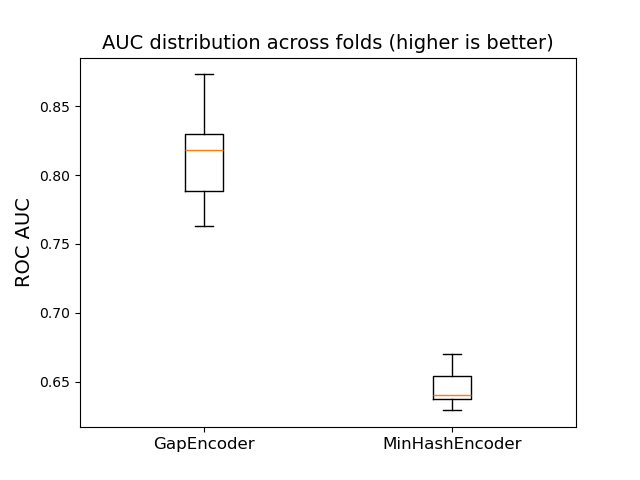 AUC distribution across folds (higher is better)
ROC AUC
0.85
0.80
0.75
0.70
0.65
GapEncoder
MinHashEncoder